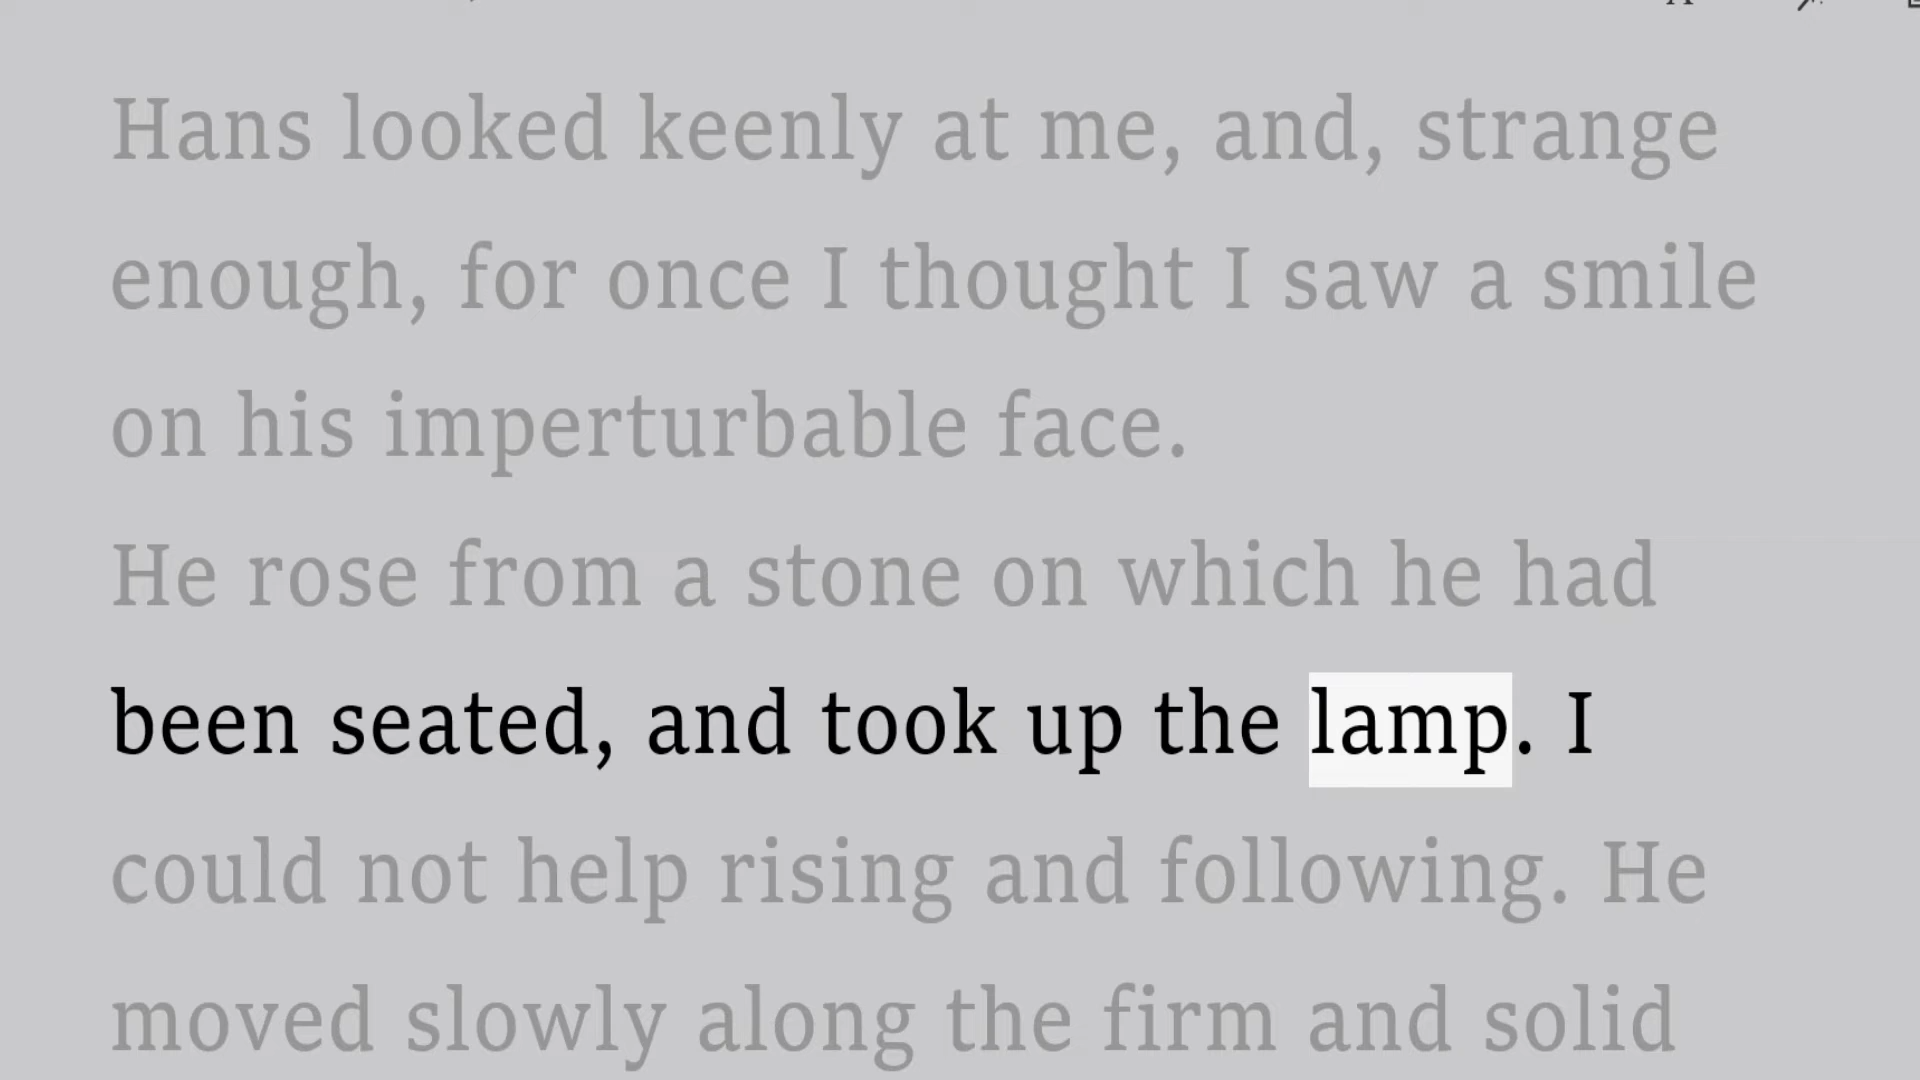 Hans looked keenly at me, and, strange
enough, for once I thought I saw a smile
on his imperturbable face.
He rose from a stone on which he had
been seated, and took up the lamp. I
could not help rising and following. He
moved slowly along the firm and solid